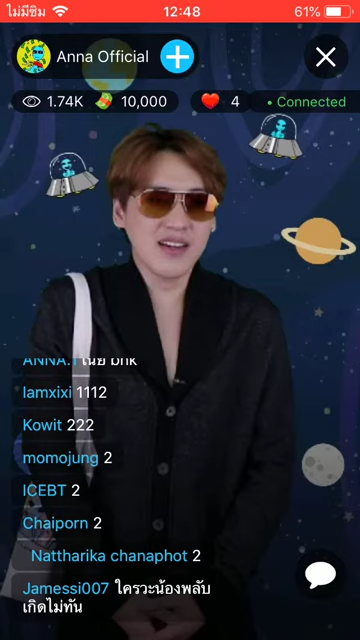 ไม่มีซิม 12:48 61%
Anna Official
1.74K 10,000 4 • Connected
Iamxixi 1112
Kowit 222
momojung 2
ICEBT 2
Chaiporn 2
Nattharika chanaphot 2
Jamessi007 ใครวะน้องพลับ
เกิดไม่ทัน